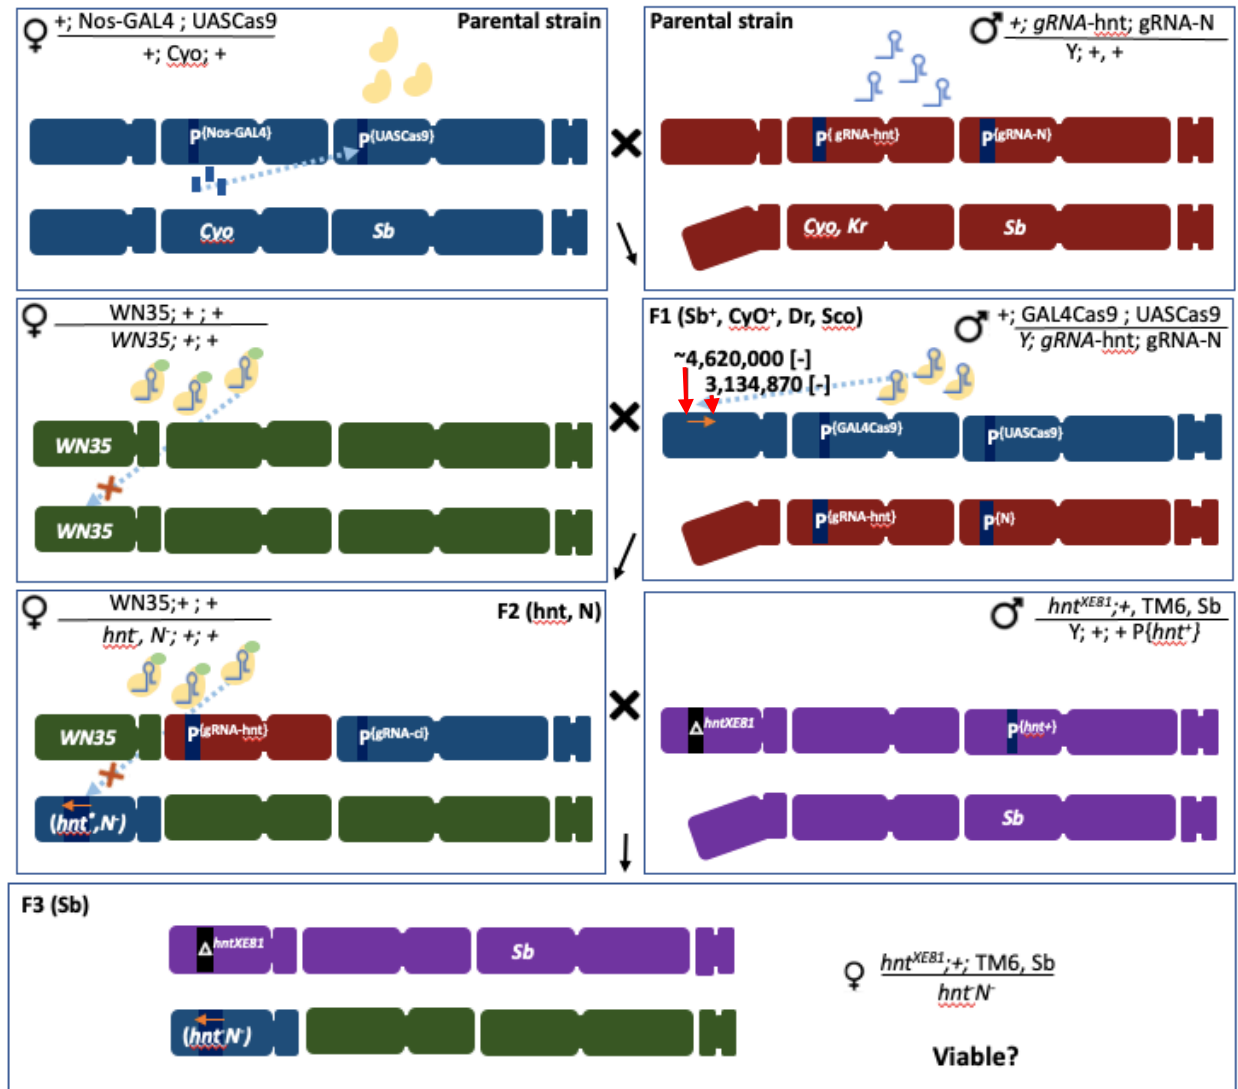 ♀ +; Nos-GAL4 ; UASCas9
+; Cyo; +
Parental strain
P{Nos-GAL4}
P{UASCas9}
Cyo
Sb
Parental strain
♂ +; gRNA-hnt; gRNA-N
Y; +, +
P{ gRNA-hnt}
P{gRNA-N}
Cyo, Kr
Sb
♀ WN35; + ; +
WN35; +; +
WN35
WN35
F1 (Sb⁺, CyO⁺, Dr, Sco)
♂ +; GAL4Cas9 ; UASCas9
Y; gRNA-hnt; gRNA-N
~4,620,000 [-]
3,134,870 [-]
P{GAL4Cas9}
P{UASCas9}
P{gRNA-hnt}
P{N}
♀ WN35;+ ; +
hnt⁻, N⁻; +; +
F2 (hnt, N)
WN35
P{gRNA-hnt}
P{gRNA-ci}
(hnt⁻,N⁻)
♂ hntXE81;+, TM6, Sb
Y; +; + P{hnt⁺}
ΔhntXE81
P{hnt+}
Sb
F3 (Sb)
ΔhntXE81
Sb
(hnt⁻N⁻)
♀ hntXE81;+; TM6, Sb
hnt⁻N⁻
Viable?